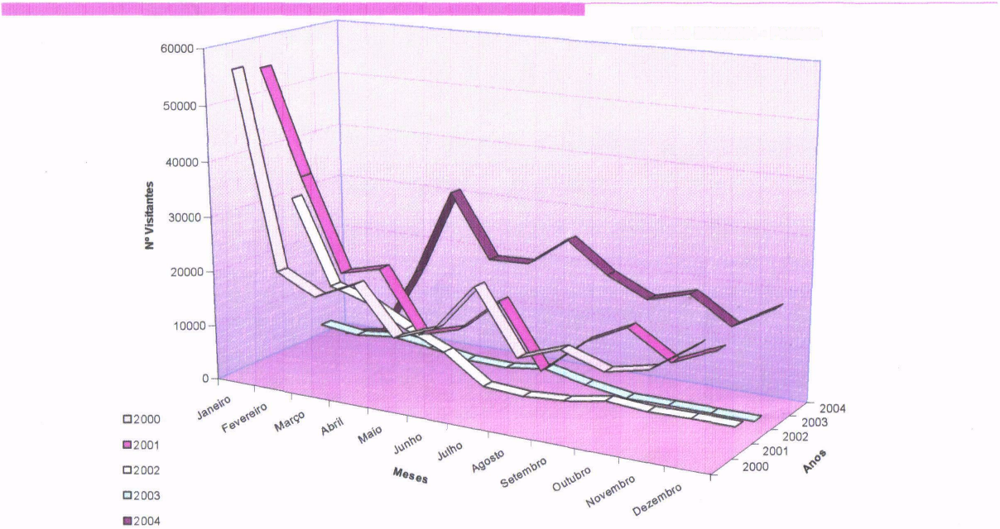 60000
50000
40000
30000
20000
10000
0
Nº Visitantes
Janeiro
Fevereiro
Março
Abril
Maio
Junho
Julho
Agosto
Setembro
Outubro
Novembro
Dezembro
Meses
2000
2001
2002
2003
2004
Anos
2000
2001
2002
2003
2004